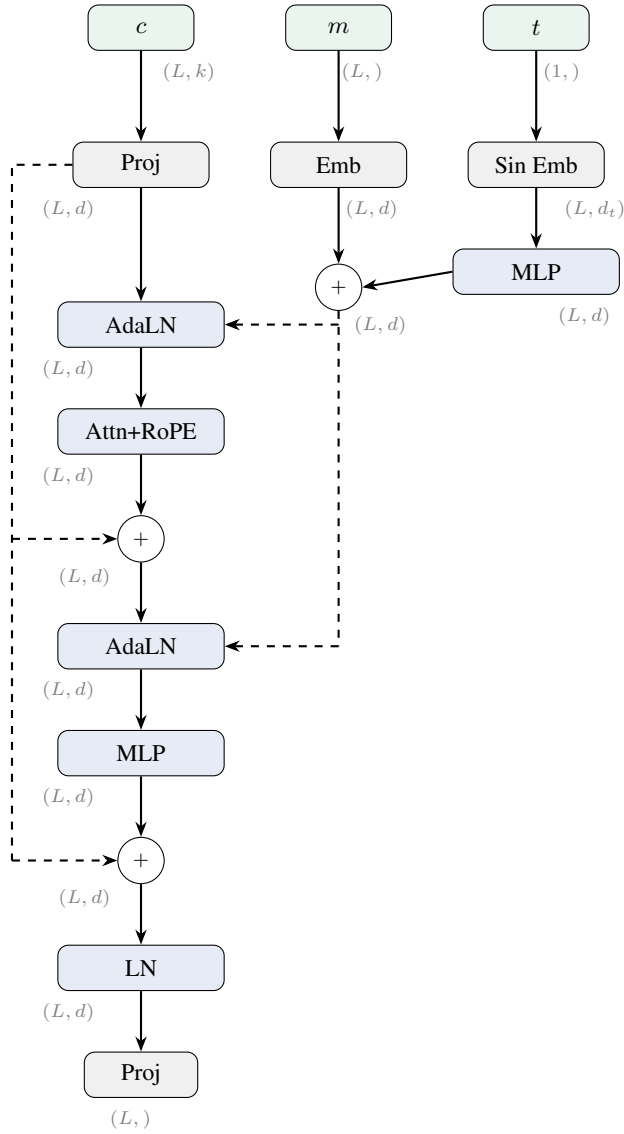 c m t
(L, k) (L, ) (1, )
Proj Emb Sin Emb
(L, d) (L, d) (L, d_t)
MLP
+
(L, d) (L, d)
AdaLN
(L, d)
Attn+RoPE
(L, d)
+
(L, d)
AdaLN
(L, d)
MLP
(L, d)
+
(L, d)
LN
(L, d)
Proj
(L, )